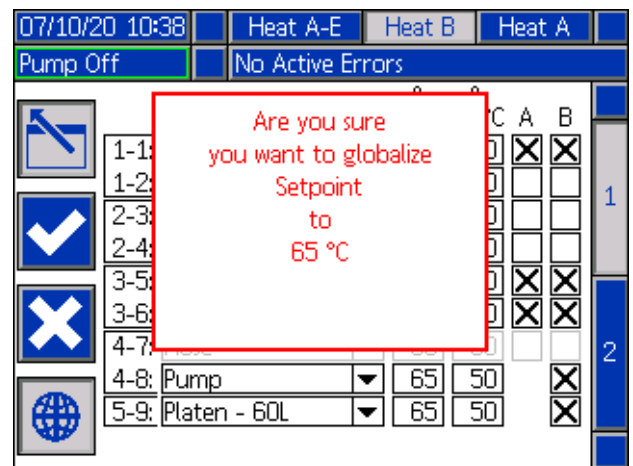 07/10/20 10:38 Heat A-E Heat B Heat A
Pump Off No Active Errors
°C A B
Are you sure
you want to globalize
Setpoint
to
65 °C
1-1:
1-2:
2-3:
2-4:
3-5:
3-6:
4-7:
4-8: Pump 65 50
5-9: Platen - 60L 65 50
1
2